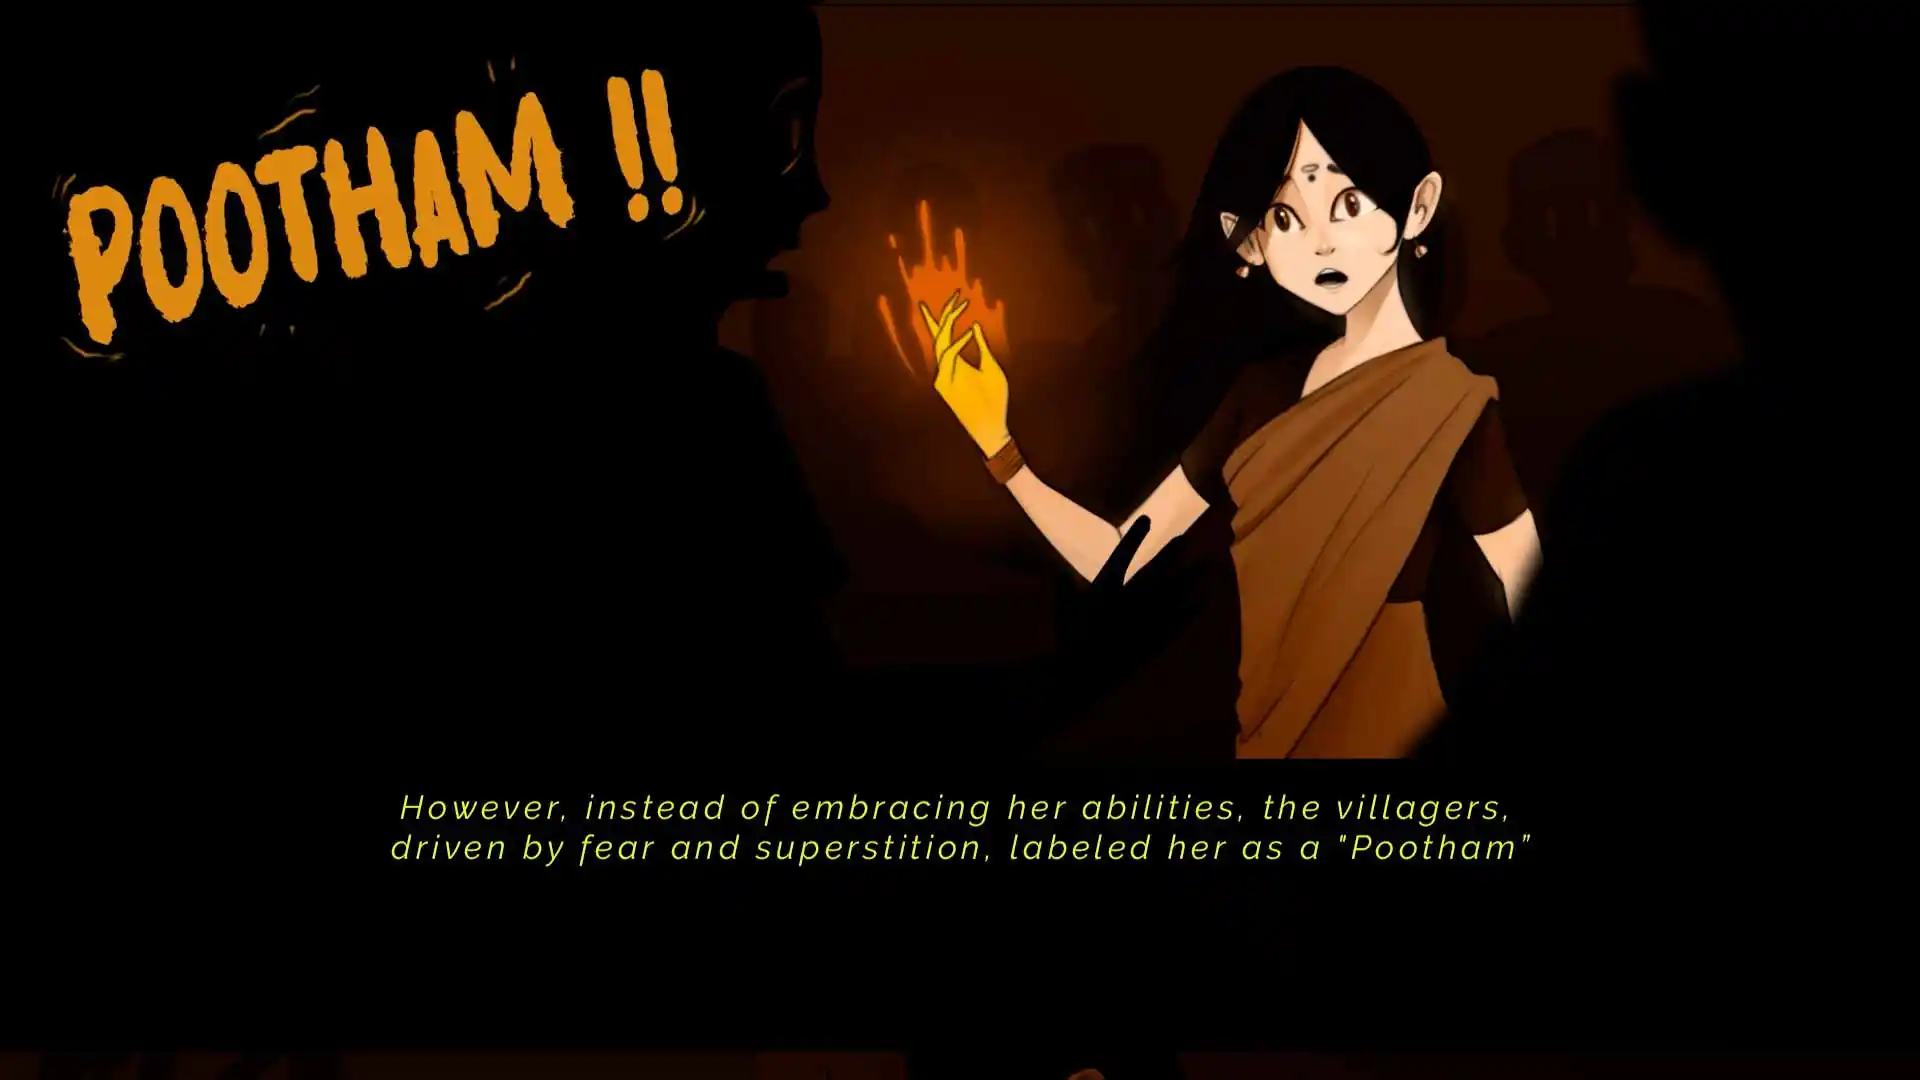 POOTHAM !!
However, instead of embracing her abilities, the villagers,
driven by fear and superstition, labeled her as a "Pootham”